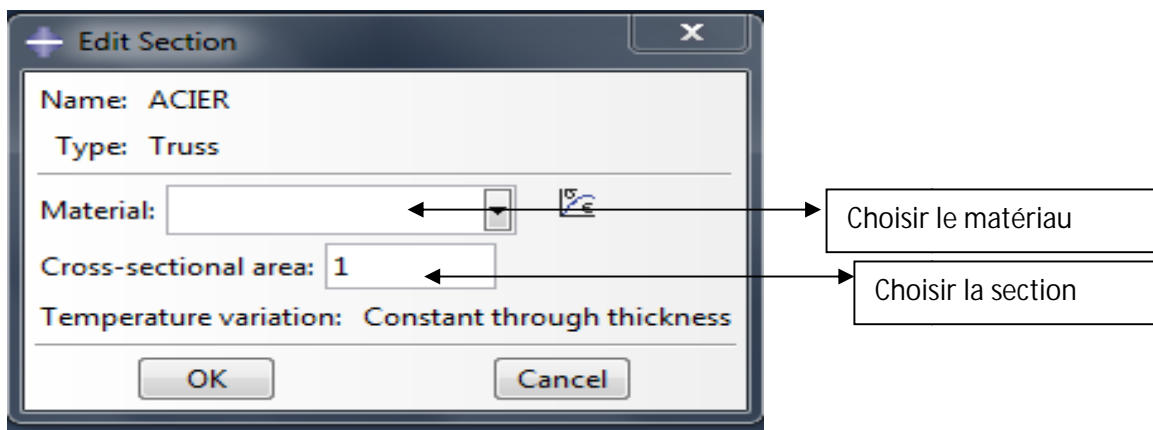 Edit Section
Name: ACIER
Type: Truss
Material:
σ ε
Choisir le matériau
Cross-sectional area: 1
Choisir la section
Temperature variation: Constant through thickness
OK Cancel